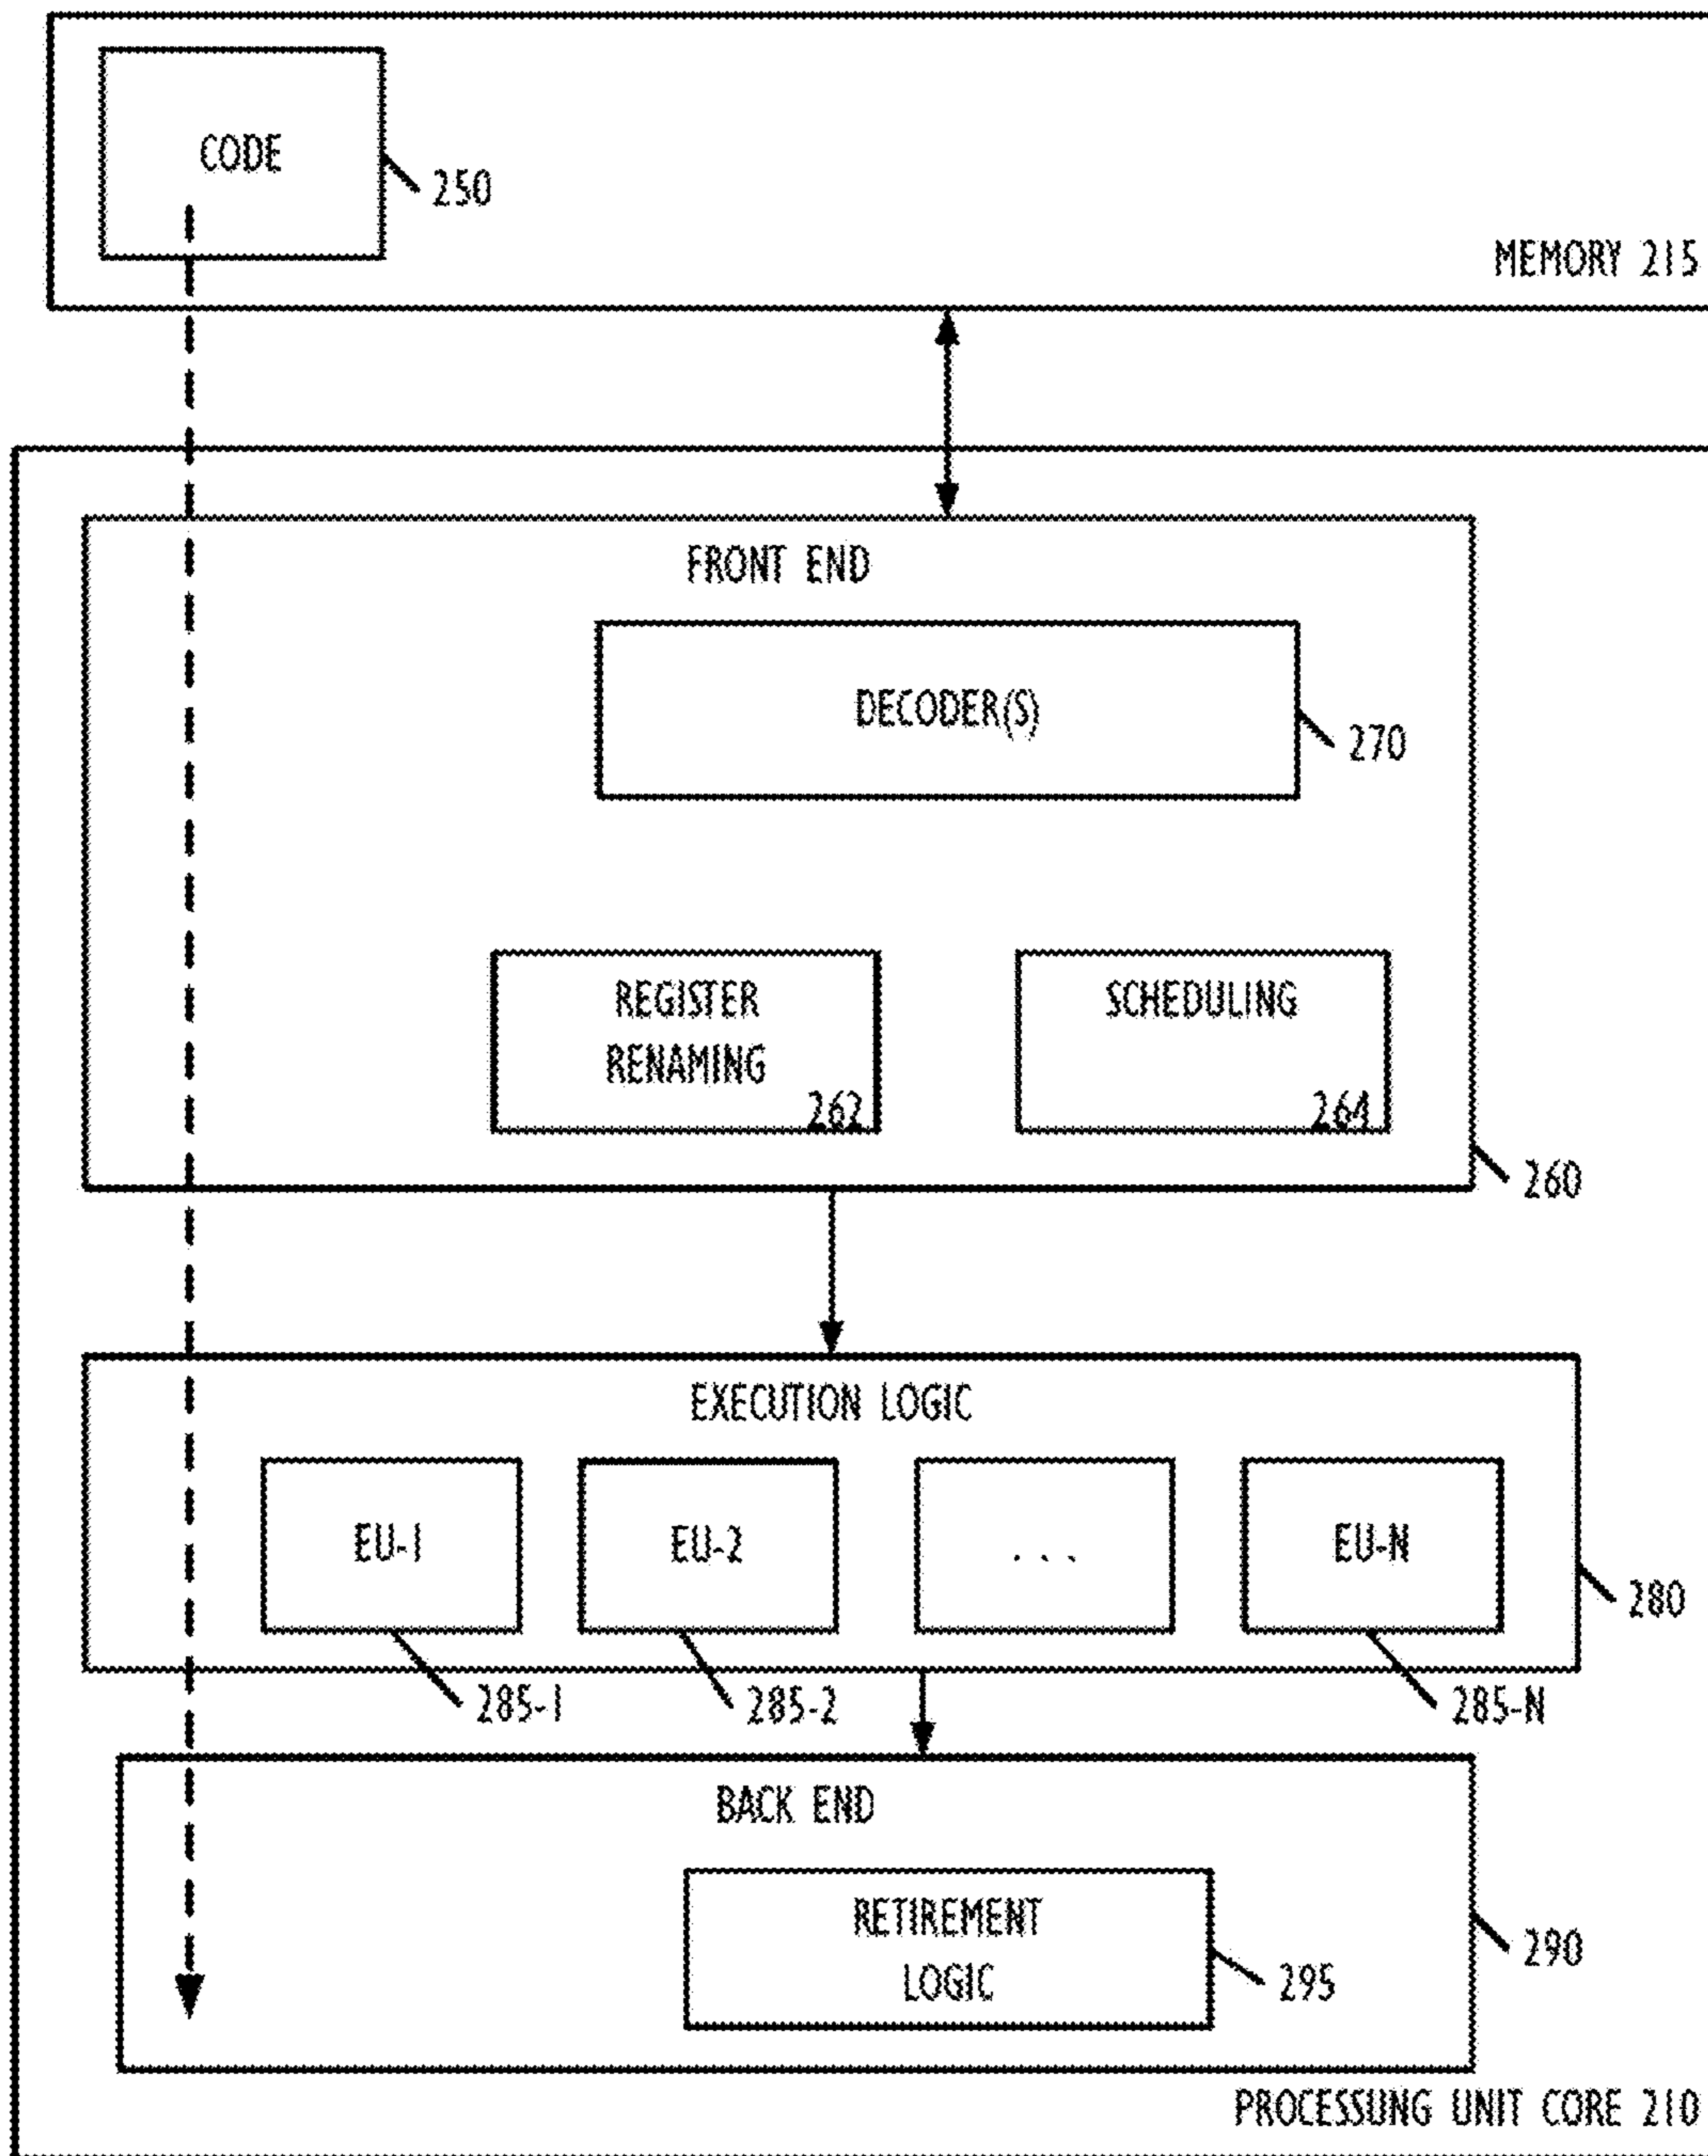 CODE
250
MEMORY 215
FRONT END
DECODER(S)
270
REGISTER
RENAMING
262
SCHEDULING
264
260
EXECUTION LOGIC
EU-1
EU-2
...
EU-N
280
285-1
285-2
285-N
BACK END
RETIREMENT
LOGIC
295
290
PROCESSUNG UNIT CORE 210